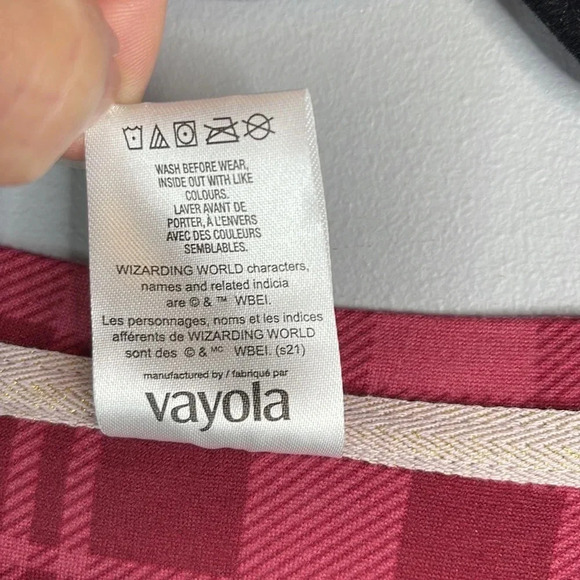 WASH BEFORE WEAR,
INSIDE OUT WITH LIKE
COLOURS.
LAVER AVANT DE
PORTER, À L'ENVERS
AVEC DES COULEURS
SEMBLABLES.
WIZARDING WORLD characters,
names and related indicia
are © & ™ WBEI.
Les personnages, noms et les indices
afférents de WIZARDING WORLD
sont des © & MC WBEI. (s21)
manufactured by / fabriqué par
vayola